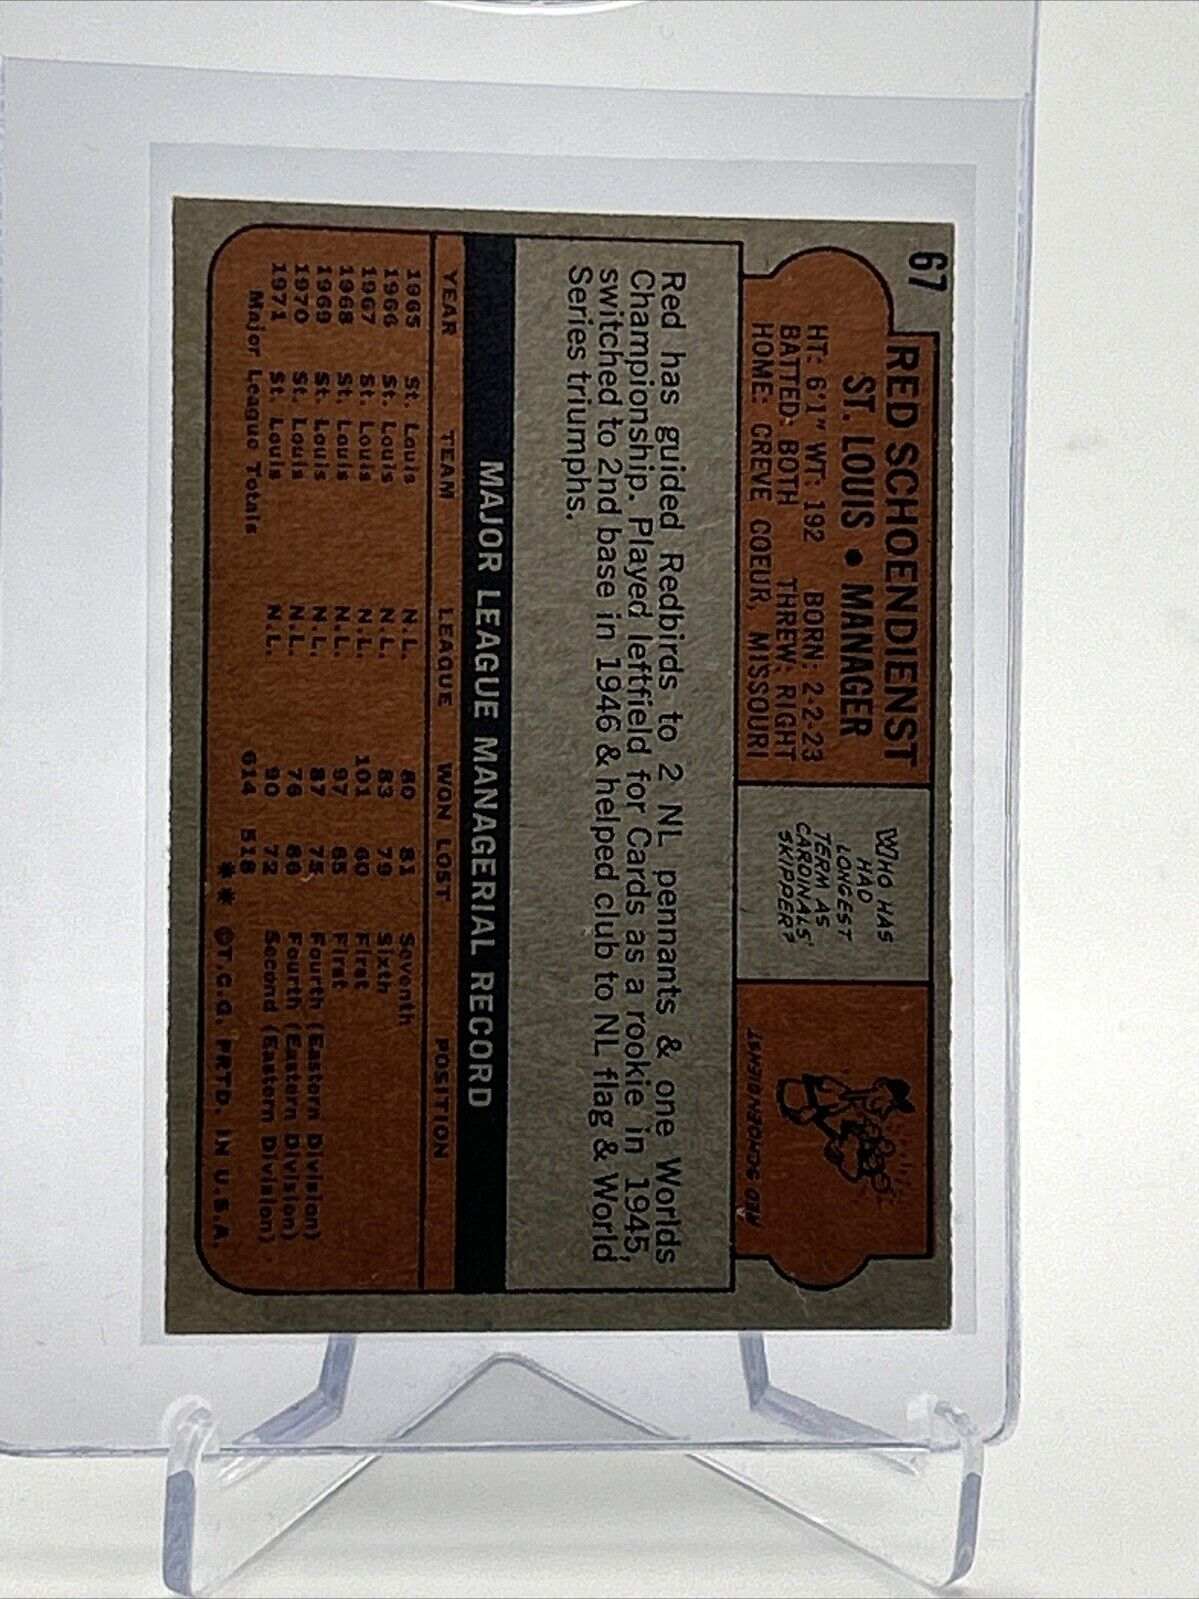 67
RED SCHOENDIENST
ST. LOUIS • MANAGER
HT: 6'1" WT: 192 BORN: 2-2-23
BATTED: BOTH THREW: RIGHT
HOME: CREVE COEUR, MISSOURI
WHO HAS
HAD
LONGEST
TERM AS
CARDINALS'
SKIPPER?
RED SCHOENDIENST
Red has guided Redbirds to 2 NL pennants & one Worlds
Championship. Played leftfield for Cards as a rookie in 1945,
switched to 2nd base in 1946 & helped club to NL flag & World
Series triumphs.
MAJOR LEAGUE MANAGERIAL RECORD
YEAR TEAM LEAGUE WON LOST POSITION
1965 St. Louis N.L. 80 81 Seventh
1966 St. Louis N.L. 83 79 Sixth
1967 St. Louis N.L. 101 60 First
1968 St. Louis N.L. 97 65 First
1969 St. Louis N.L. 87 75 Fourth (Eastern Division)
1970 St. Louis N.L. 76 86 Fourth (Eastern Division)
1971 St. Louis N.L. 90 72 Second (Eastern Division)
Major League Totals 614 518
** ©T.C.G. PRTD. IN U.S.A.